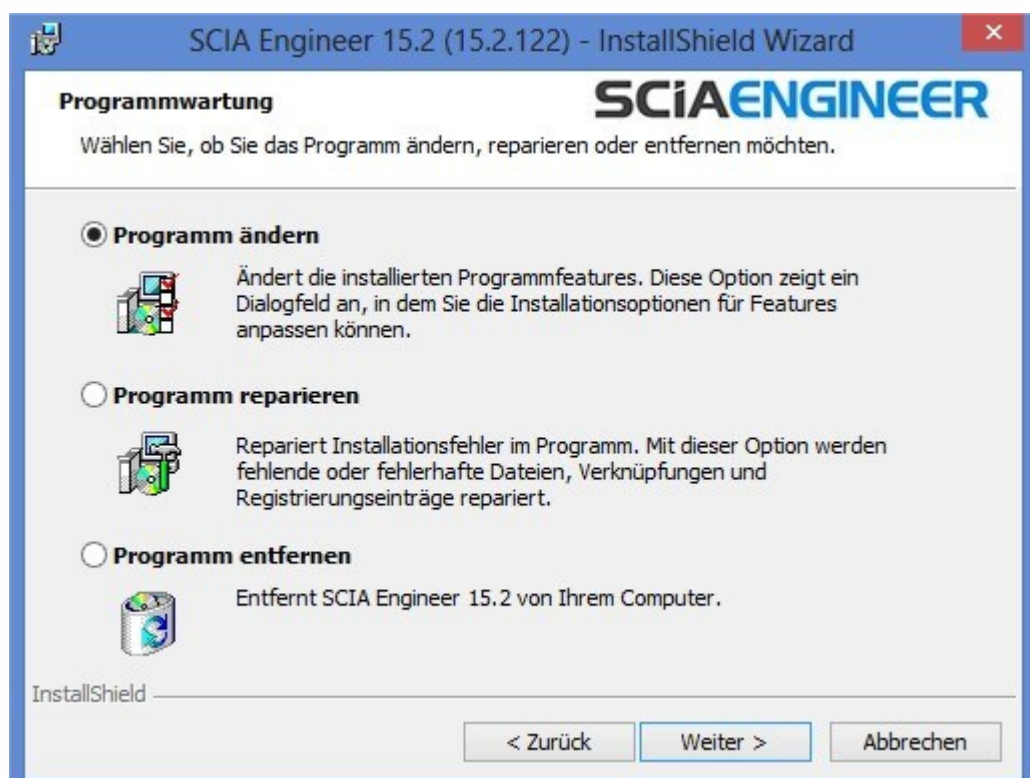 SCIA Engineer 15.2 (15.2.122) - InstallShield Wizard
Programmwartung
SCiAENGINEER
Wählen Sie, ob Sie das Programm ändern, reparieren oder entfernen möchten.
Programm ändern
Ändert die installierten Programmfeatures. Diese Option zeigt ein
Dialogfeld an, in dem Sie die Installationsoptionen für Features
anpassen können.
Programm reparieren
Repariert Installationsfehler im Programm. Mit dieser Option werden
fehlende oder fehlerhafte Dateien, Verknüpfungen und
Registrierungseinträge repariert.
Programm entfernen
Entfernt SCIA Engineer 15.2 von Ihrem Computer.
InstallShield
< Zurück
Weiter >
Abbrechen